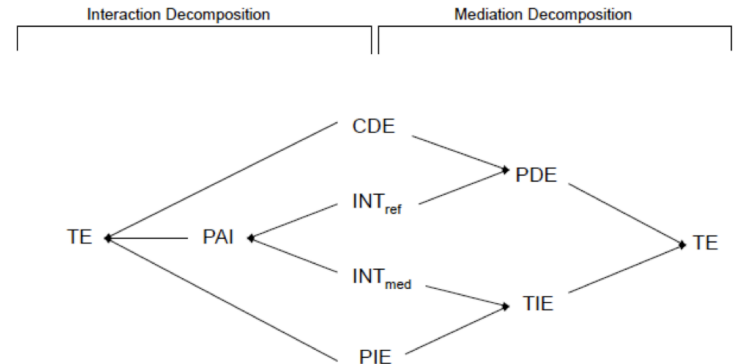 Interaction Decomposition Mediation Decomposition
CDE
PDE
INTref
TE PAI TE
INTmed
TIE
PIE